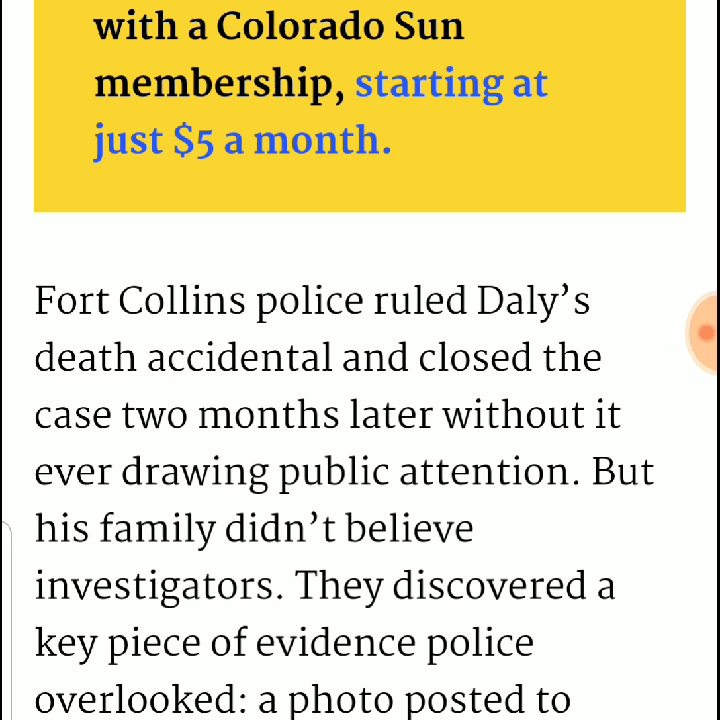 with a Colorado Sun
membership, starting at
just $5 a month.
Fort Collins police ruled Daly’s
death accidental and closed the
case two months later without it
ever drawing public attention. But
his family didn’t believe
investigators. They discovered a
key piece of evidence police
overlooked: a photo posted to